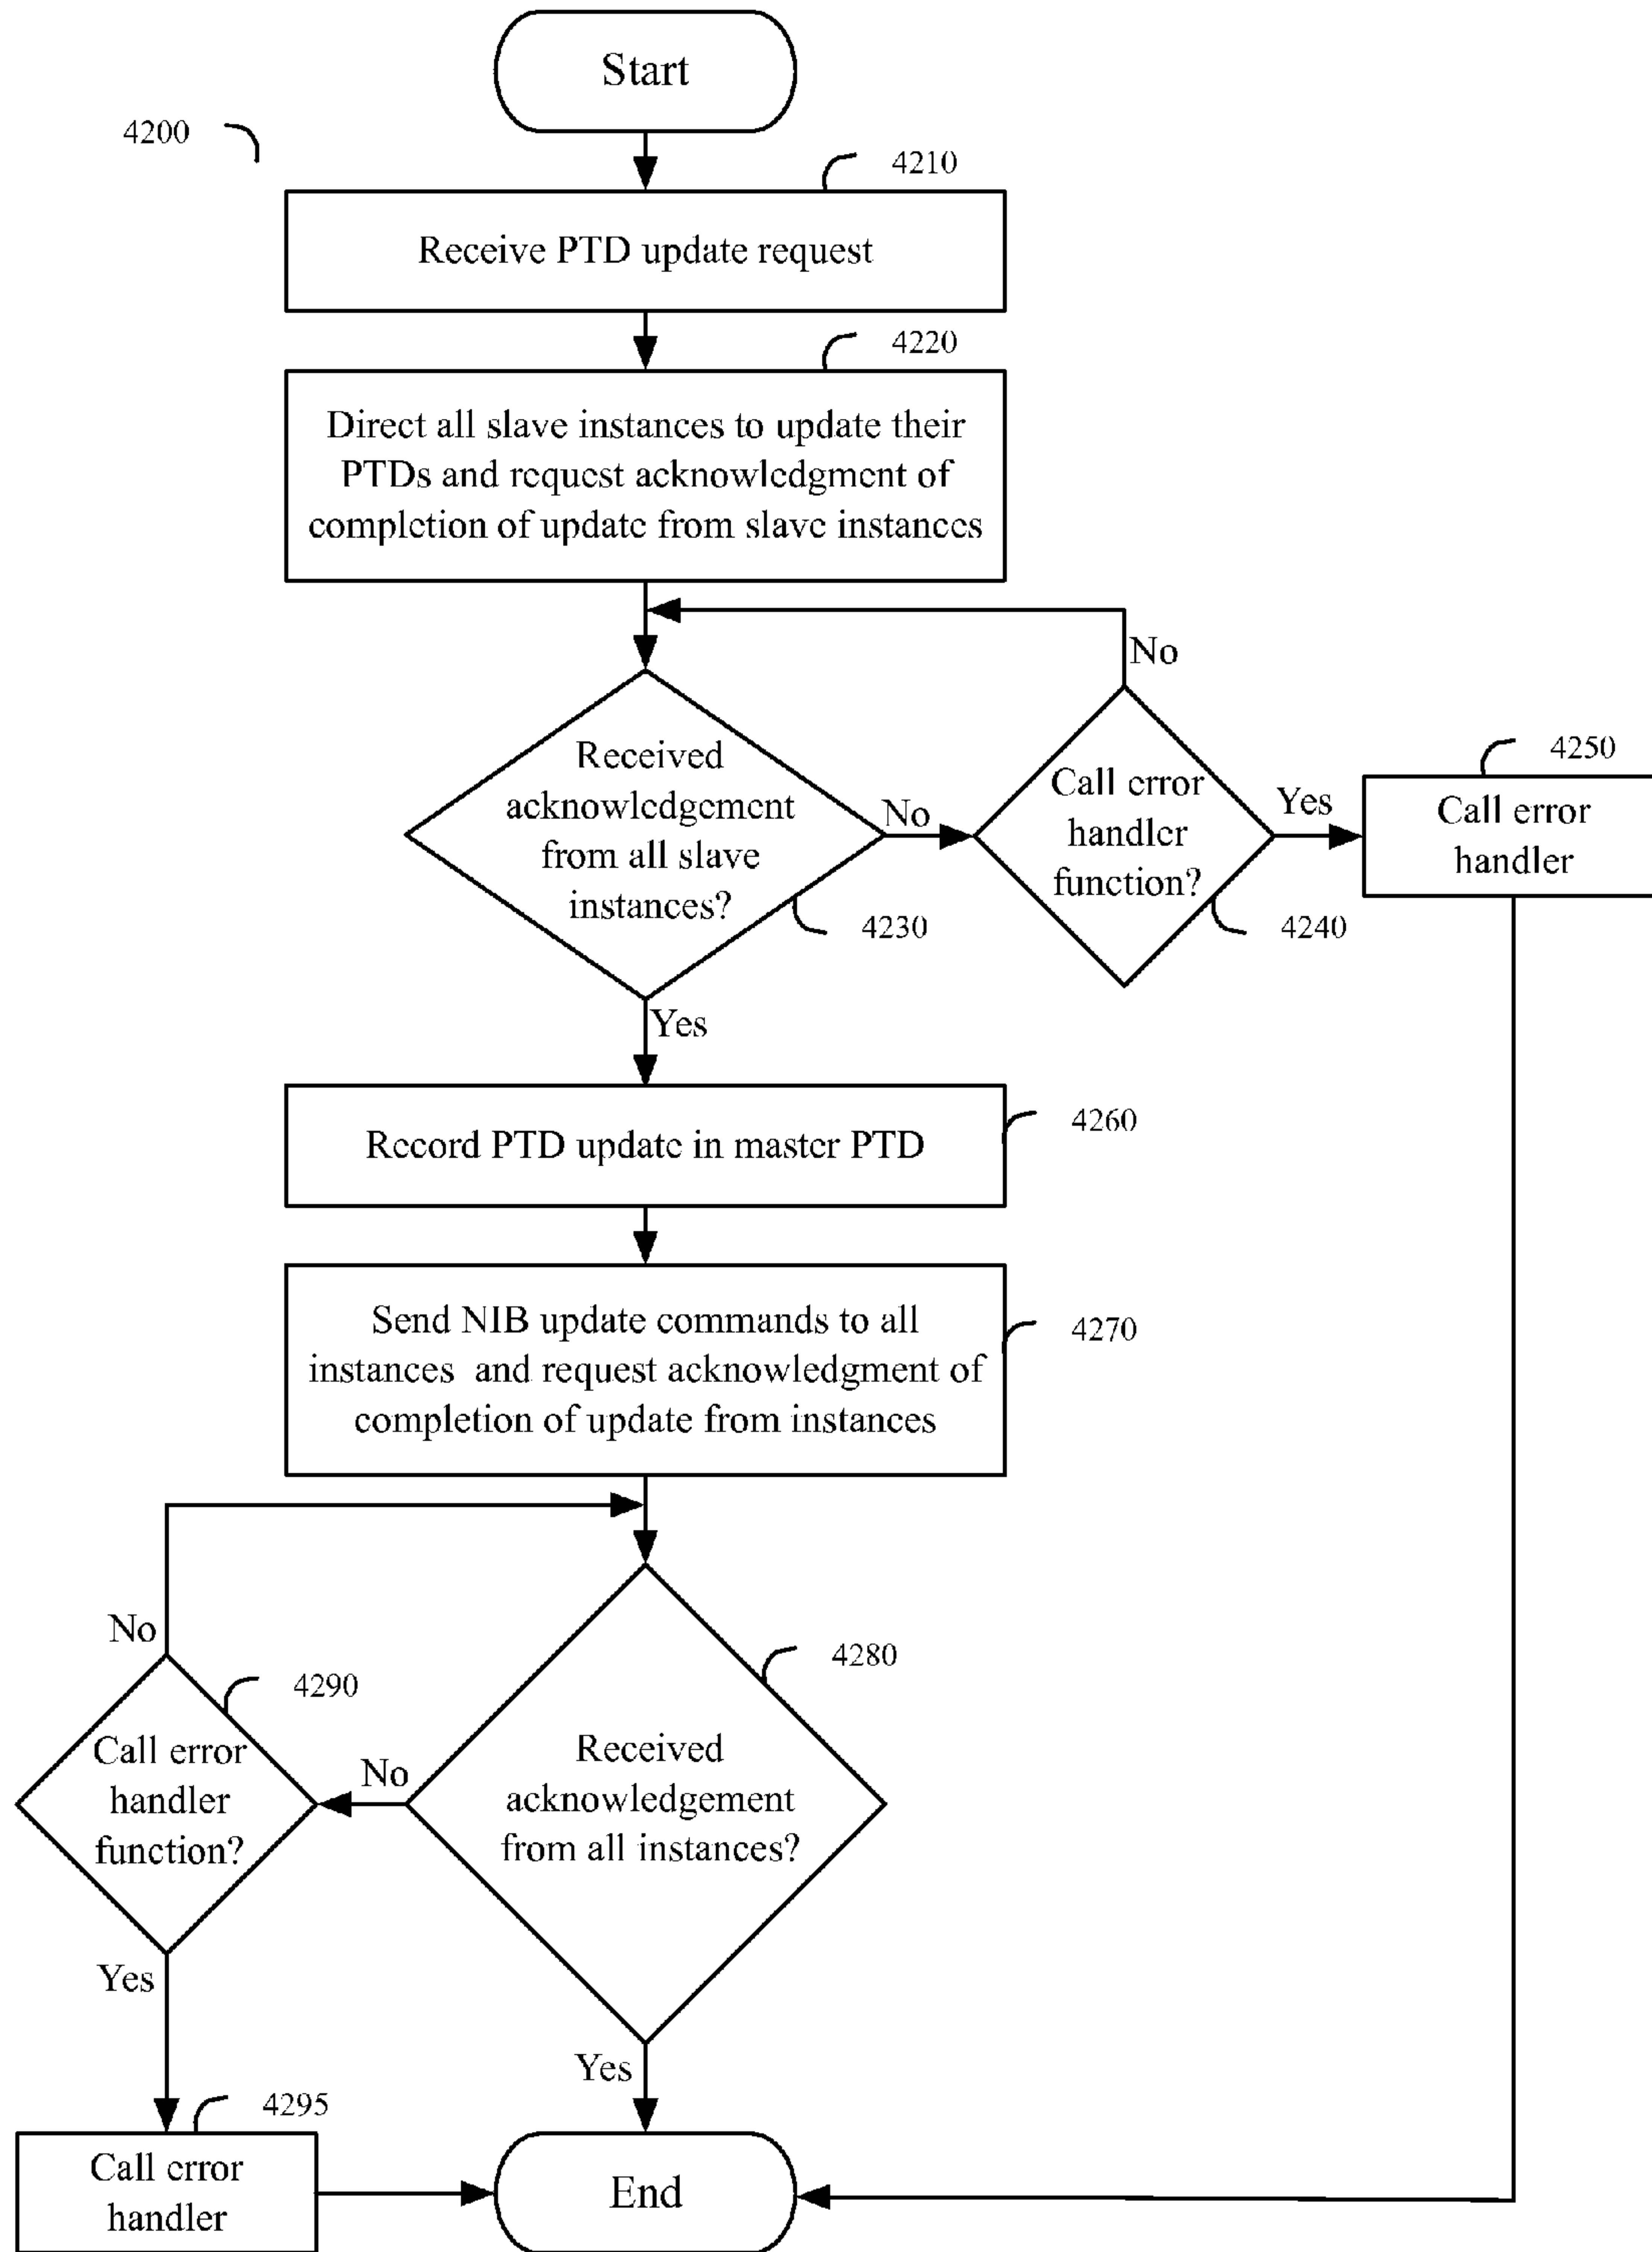 Start
4200
4210
Receive PTD update request
4220
Direct all slave instances to update their
PTDs and request acknowledgment of
completion of update from slave instances
No
Received
acknowledgement
from all slave
instances?
4230
No
Call error
handler
function?
4240
Yes
4250
Call error
handler
Yes
4260
Record PTD update in master PTD
4270
Send NIB update commands to all
instances and request acknowledgment of
completion of update from instances
No
4290
Call error
handler
function?
No
4280
Received
acknowledgement
from all instances?
Yes
Yes
4295
Call error
handler
End